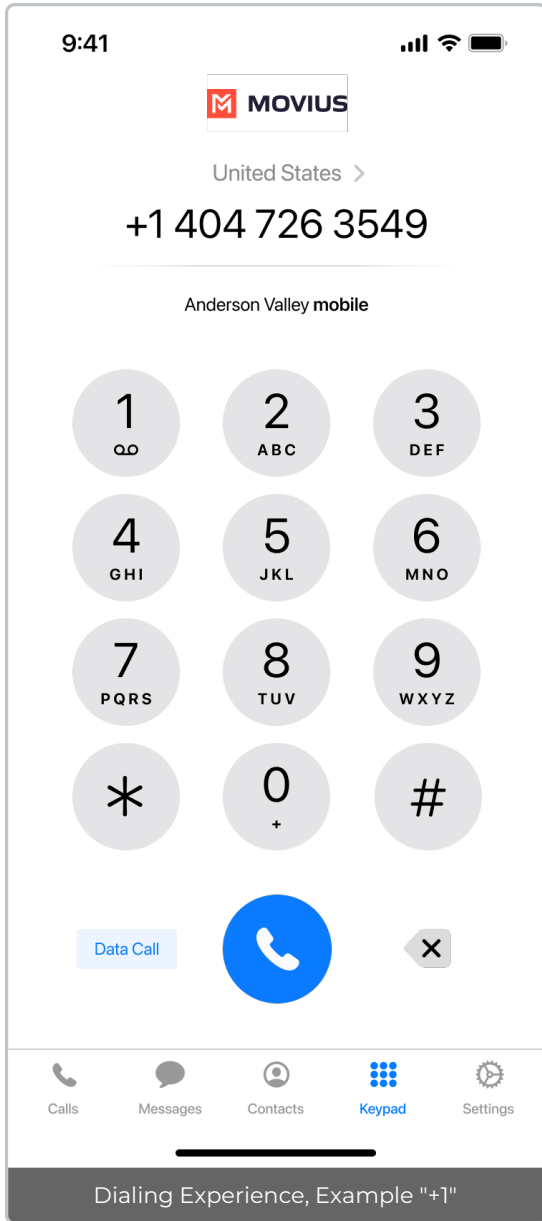 9:41
MOVIUS
United States
+1 404 726 3549
Anderson Valley mobile
1 2 3
ABC DEF
4 5 6
GHI JKL MNO
7 8 9
PQRS TUV WXYZ
* 0 #
+
Data Call
Calls Messages Contacts Keypad Settings
Dialing Experience, Example "+1"